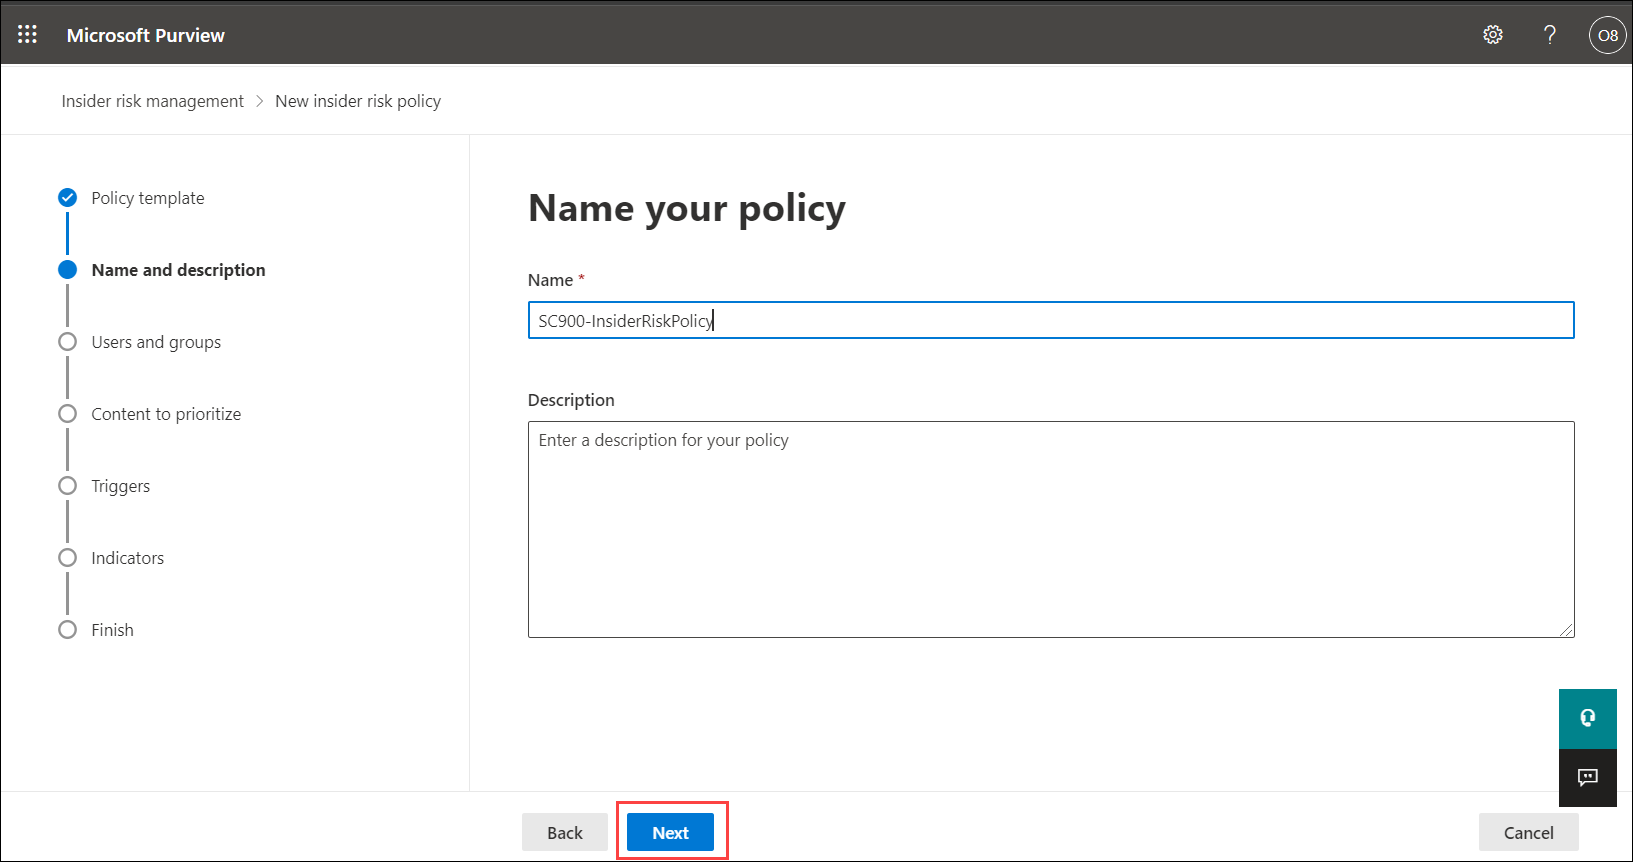 Microsoft Purview
O8
Insider risk management > New insider risk policy
Policy template
Name and description
Users and groups
Content to prioritize
Triggers
Indicators
Finish
Name your policy
Name *
SC900-InsiderRiskPolicy
Description
Enter a description for your policy
Back
Next
Cancel